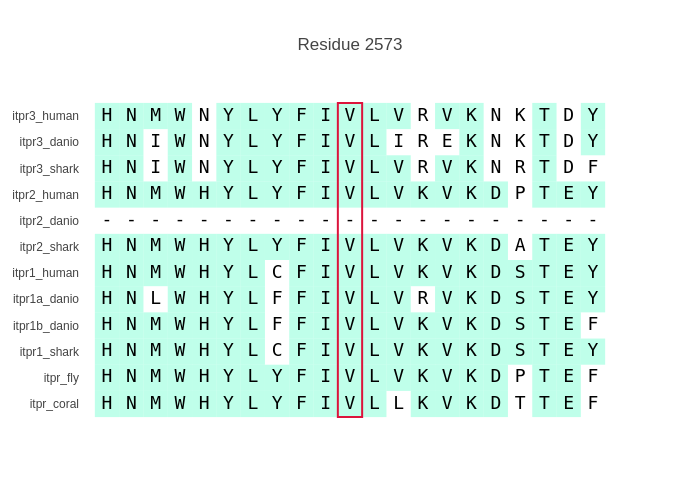 Residue 2573
itpr3_human H N M W N Y L Y F I V L V R V K N K T D Y
itpr3_danio H N I W N Y L Y F I V L I R E K N K T D Y
itpr3_shark H N I W N Y L Y F I V L V R V K N R T D F
itpr2_human H N M W H Y L Y F I V L V K V K D P T E Y
itpr2_danio - - - - - - - - - - - - - - - - - - - - -
itpr2_shark H N M W H Y L Y F I V L V K V K D A T E Y
itpr1_human H N M W H Y L C F I V L V K V K D S T E Y
itpr1a_danio H N L W H Y L F F I V L V R V K D S T E Y
itpr1b_danio H N M W H Y L F F I V L V K V K D S T E F
itpr1_shark H N M W H Y L C F I V L V K V K D S T E Y
itpr_fly H N M W H Y L Y F I V L V K V K D P T E F
itpr_coral H N M W H Y L Y F I V L L K V K D T T E F